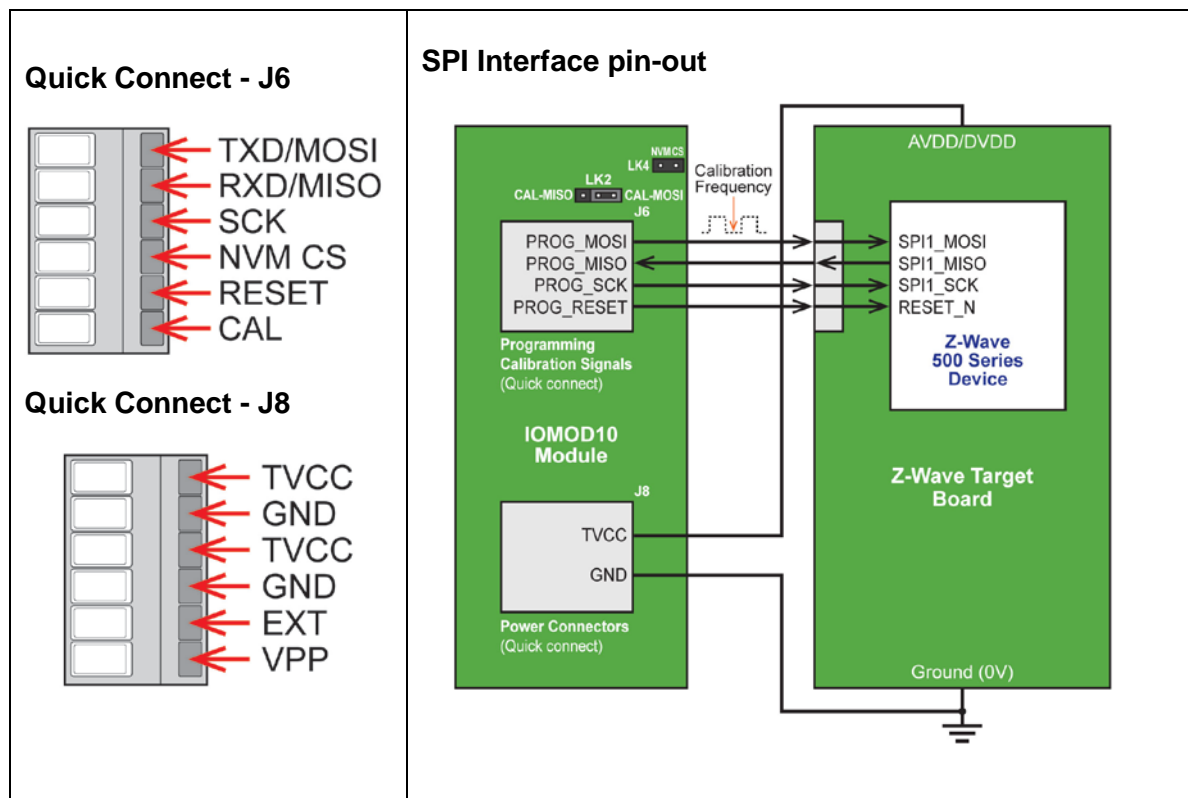 Quick Connect - J6
TXD/MOSI
RXD/MISO
SCK
NVM CS
RESET
CAL
Quick Connect - J8
TVCC
GND
TVCC
GND
EXT
VPP
SPI Interface pin-out
NVM CS
LK4
LK2
CAL-MISO
CAL-MOSI
J6
PROG_MOSI
PROG_MISO
PROG_SCK
PROG_RESET
Programming
Calibration Signals
(Quick connect)
IOMOD10
Module
J8
TVCC
GND
Power Connectors
(Quick connect)
Calibration
Frequency
AVDD/DVDD
SPI1_MOSI
SPI1_MISO
SPI1_SCK
RESET_N
Z-Wave
500 Series
Device
Z-Wave Target
Board
Ground (0V)